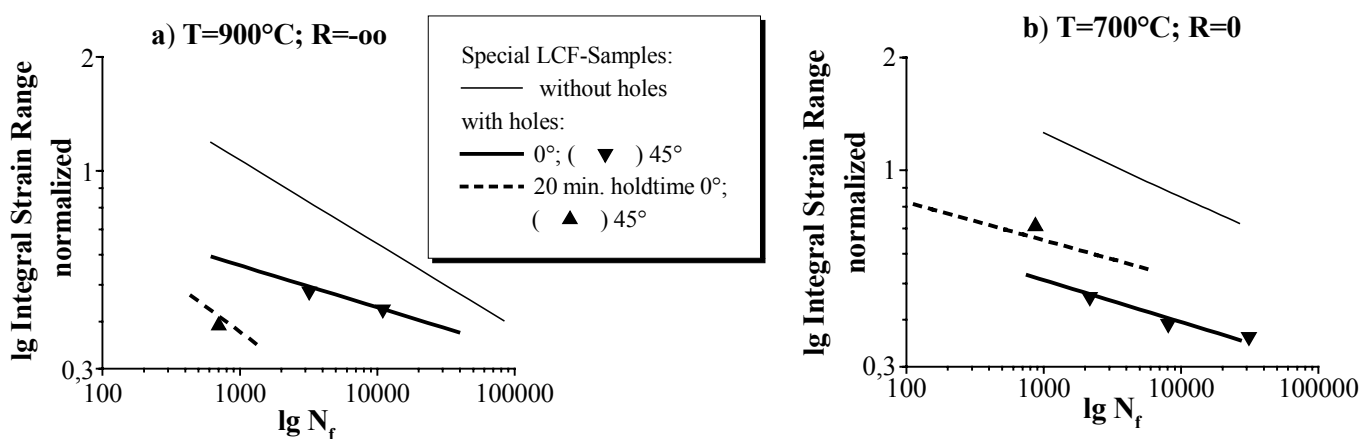 a) T=900°C; R=-oo
lg Integral Strain Range
normalized
2
1
0,3
100
1000
10000
100000
lg N_f
Special LCF-Samples:
without holes
with holes:
0°; ( ▼ ) 45°
20 min. holdtime 0°;
( ▲ ) 45°
b) T=700°C; R=0
lg Integral Strain Range
normalized
2
1
0,3
100
1000
10000
100000
lg N_f